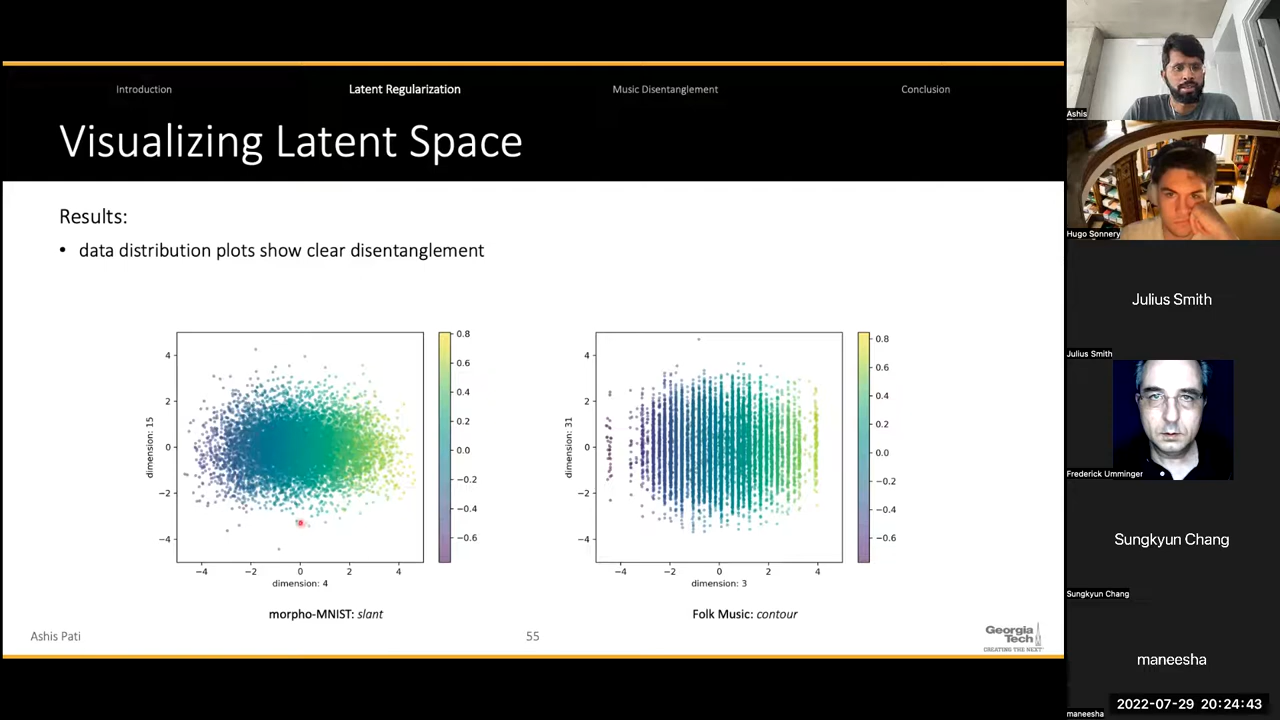 Introduction
Latent Regularization
Music Disentanglement
Conclusion
Visualizing Latent Space
Results:
• data distribution plots show clear disentanglement
4
2
0
−2
−4
dimension: 15
−4 −2 0 2 4
dimension: 4
0.8
0.6
0.4
0.2
0.0
−0.2
−0.4
−0.6
morpho-MNIST: slant
4
2
0
−2
−4
dimension: 31
−4 −2 0 2 4
dimension: 3
0.8
0.6
0.4
0.2
0.0
−0.2
−0.4
−0.6
Folk Music: contour
Ashis Pati
55
Georgia
Tech
CREATING THE NEXT
Ashis
Hugo Sonnery
Julius Smith
Julius Smith
Frederick Umminger
Sungkyun Chang
Sungkyun Chang
maneesha
maneesha
2022-07-29 20:24:43